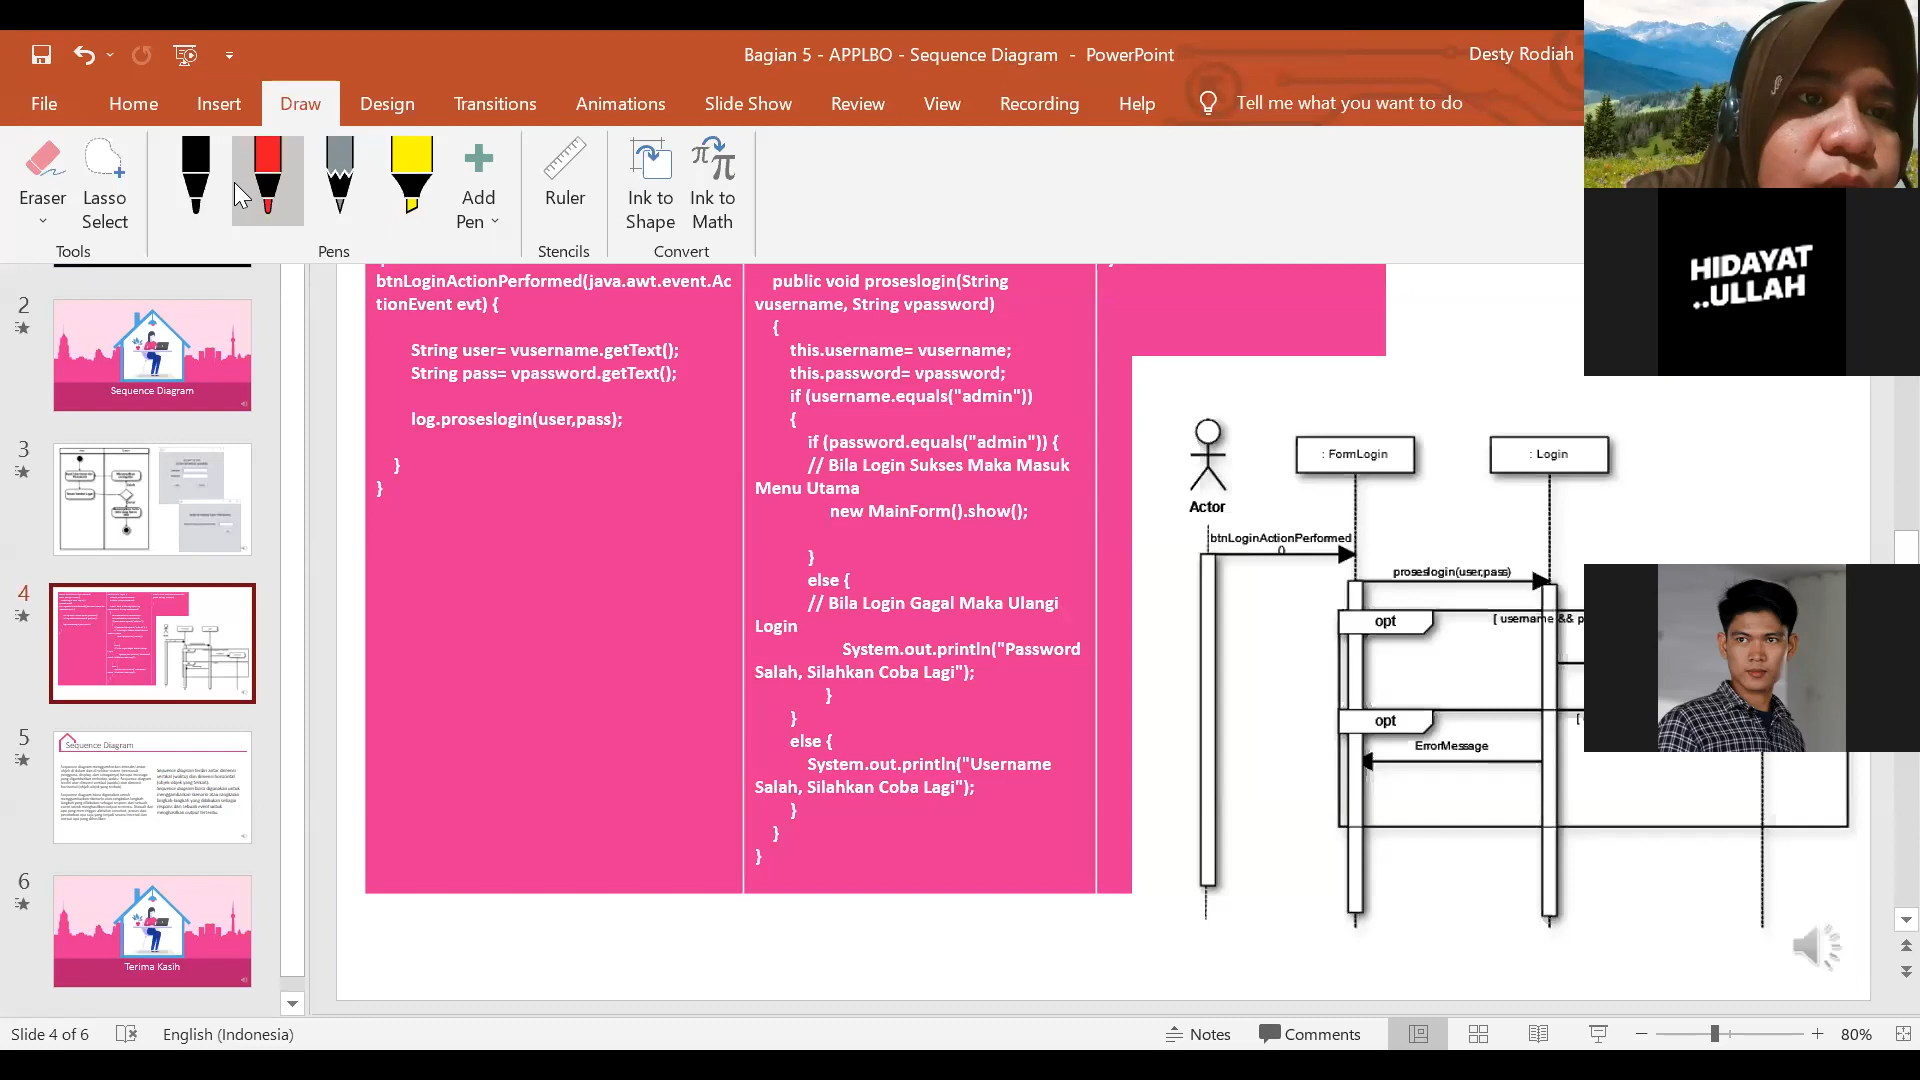 Bagian 5 - APPLBO - Sequence Diagram - PowerPoint
Desty Rodiah
File Home Insert Draw Design Transitions Animations Slide Show Review View Recording Help Tell me what you want to do
Eraser
Lasso
Select
Add
Pen
Ruler
Ink to
Shape
Ink to
Math
Tools
Pens
Stencils
Convert
HIDAYAT
..ULLAH
2
Sequence Diagram
3
4
5
Sequence Diagram
6
Terima Kasih
btnLoginActionPerformed(java.awt.event.Ac
tionEvent evt) {
String user= vusername.getText();
String pass= vpassword.getText();
log.proseslogin(user,pass);
}
}
public void proseslogin(String
vusername, String vpassword)
{
this.username= vusername;
this.password= vpassword;
if (username.equals("admin"))
{
if (password.equals("admin")) {
// Bila Login Sukses Maka Masuk
Menu Utama
new MainForm().show();
}
else {
// Bila Login Gagal Maka Ulangi
Login
System.out.println("Password
Salah, Silahkan Coba Lagi");
}
}
else {
System.out.println("Username
Salah, Silahkan Coba Lagi");
}
}
}
Actor
: FormLogin
: Login
btnLoginActionPerformed
()
proseslogin(user,pass)
opt
[ username && p
opt
[
ErrorMessage
Slide 4 of 6
English (Indonesia)
Notes
Comments
80%